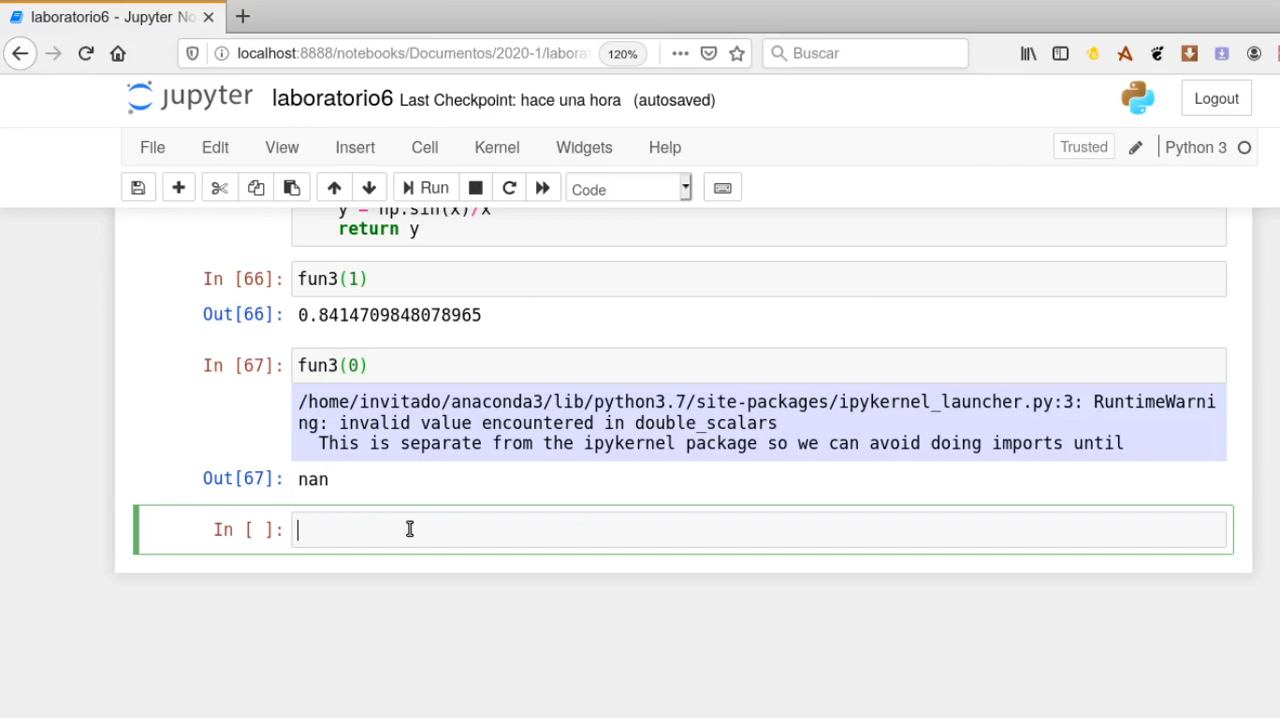 laboratorio6 - Jupyter No
localhost:8888/notebooks/Documentos/2020-1/labora
120%
Buscar
jupyter
laboratorio6 Last Checkpoint: hace una hora (autosaved)
Logout
File Edit View Insert Cell Kernel Widgets Help
Trusted
Python 3
Run
Code
y = np.sin(x)/x
return y
In [66]: fun3(1)
Out[66]: 0.8414709848078965
In [67]: fun3(0)
/home/invitado/anaconda3/lib/python3.7/site-packages/ipykernel_launcher.py:3: RuntimeWarni
ng: invalid value encountered in double_scalars
This is separate from the ipykernel package so we can avoid doing imports until
Out[67]: nan
In [ ]: